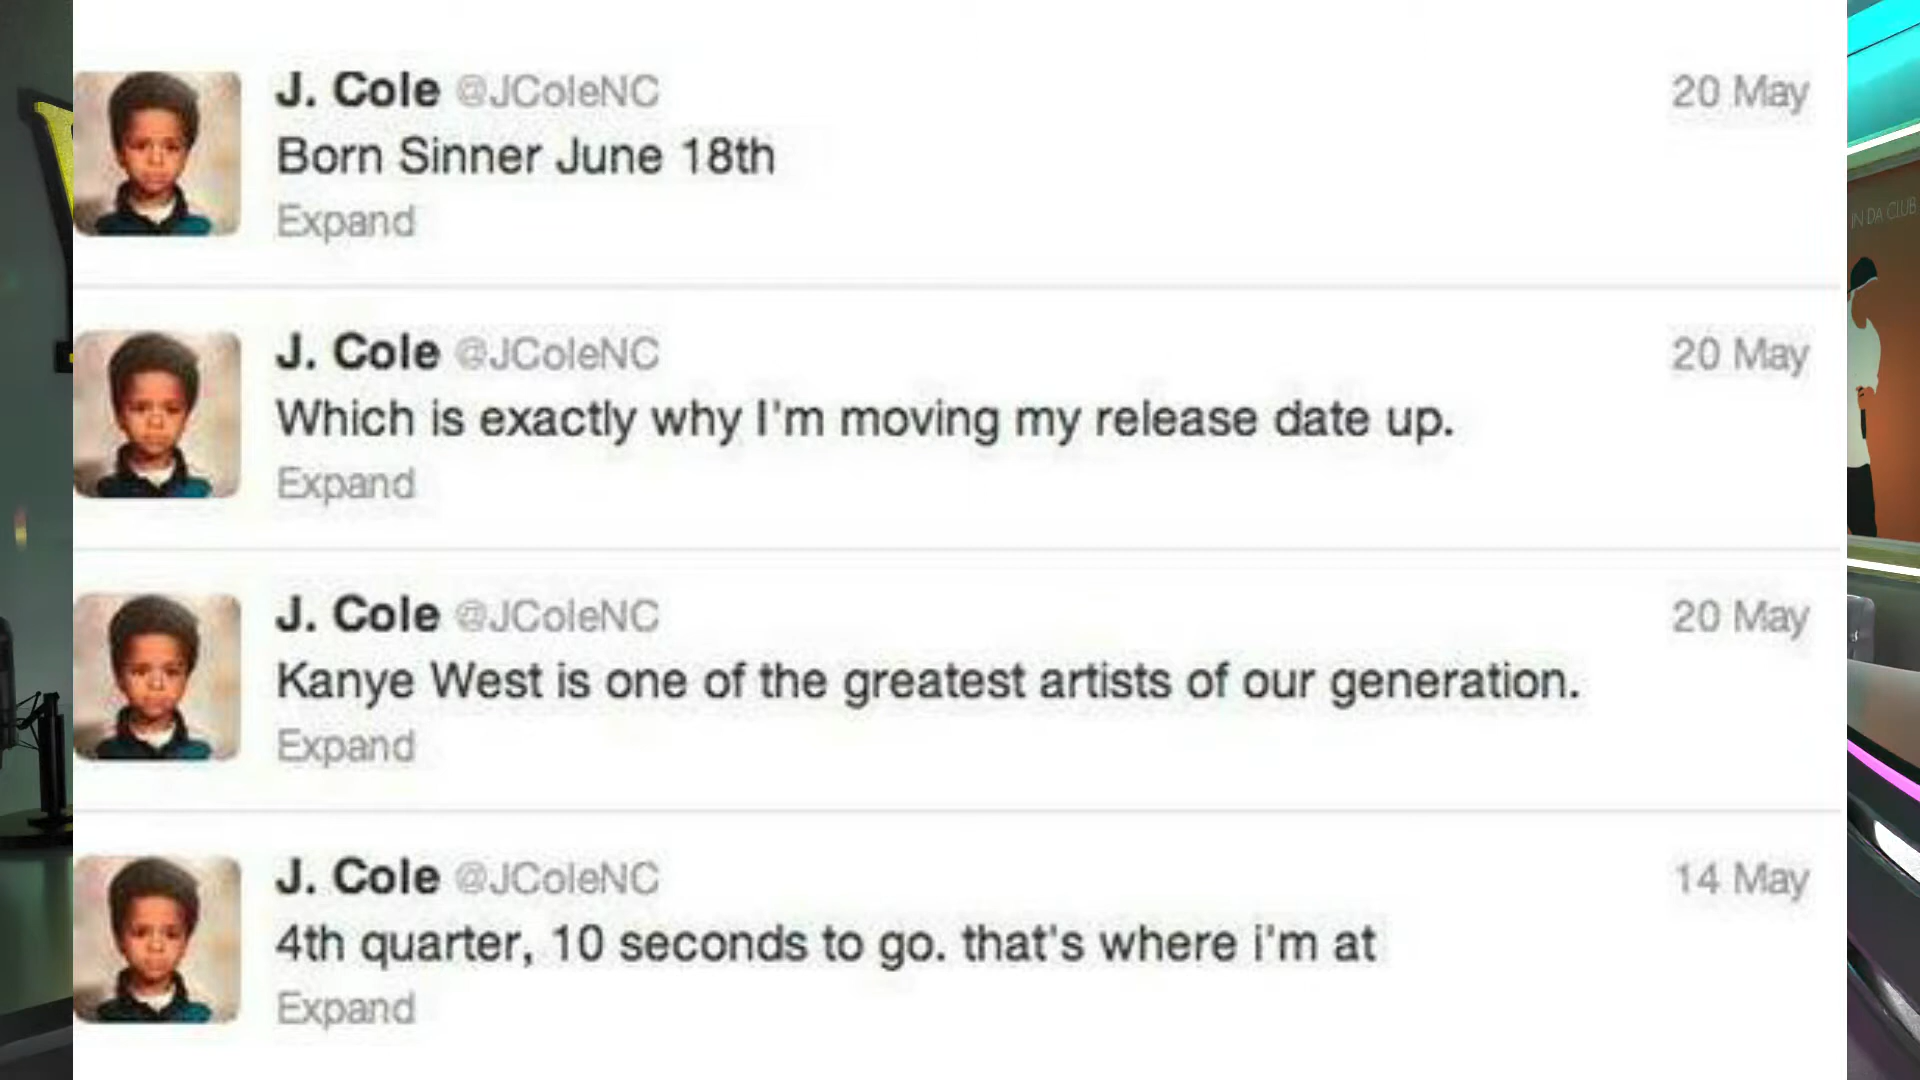 J. Cole @JColeNC 20 May
Born Sinner June 18th
Expand
J. Cole @JColeNC 20 May
Which is exactly why I'm moving my release date up.
Expand
J. Cole @JColeNC 20 May
Kanye West is one of the greatest artists of our generation.
Expand
J. Cole @JColeNC 14 May
4th quarter, 10 seconds to go. that's where i'm at
Expand
IN DA CLUB